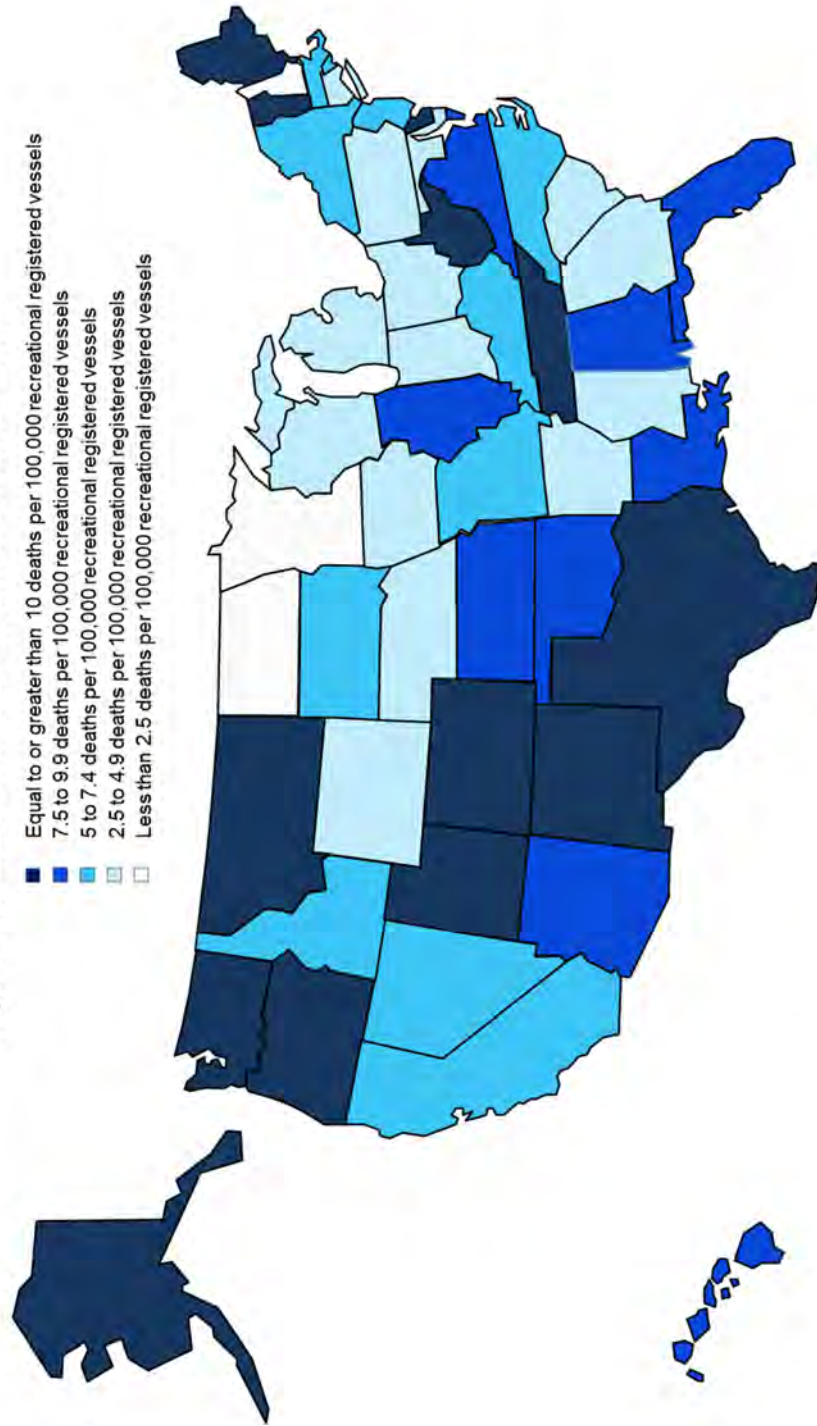 Equal to or greater than 10 deaths per 100,000 recreational registered vessels
7.5 to 9.9 deaths per 100,000 recreational registered vessels
5 to 7.4 deaths per 100,000 recreational registered vessels
2.5 to 4.9 deaths per 100,000 recreational registered vessels
Less than 2.5 deaths per 100,000 recreational registered vessels